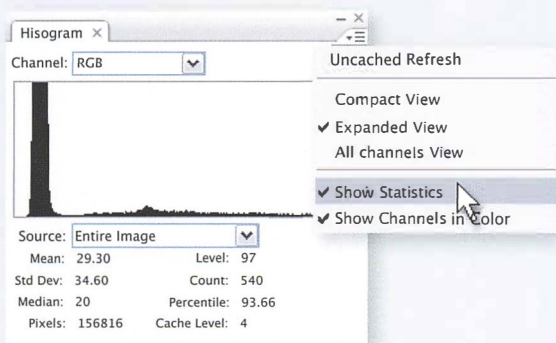 Hisogram ×
Channel: RGB
Source: Entire Image
Mean: 29.30 Level: 97
Std Dev: 34.60 Count: 540
Median: 20 Percentile: 93.66
Pixels: 156816 Cache Level: 4
Uncached Refresh
Compact View
✔ Expanded View
All channels View
✔ Show Statistics
✔ Show Channels in Color